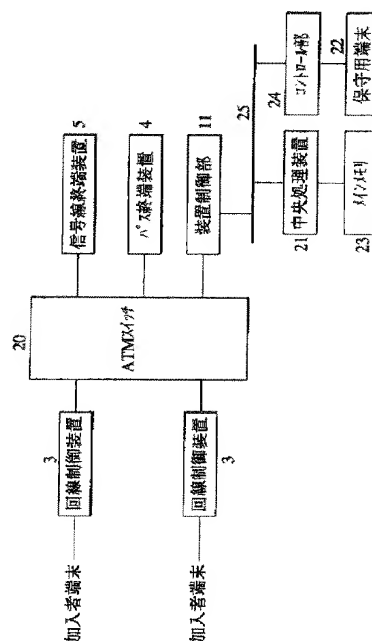 20
ATMスイッチ
3
回線制御装置
加入者端末
回線制御装置
3
加入者端末
信号線終端装置
5
パス終端装置
4
装置制御部
11
25
21
中央処理装置
23
メインメモリ
24
コントロール部
22
保守用端末